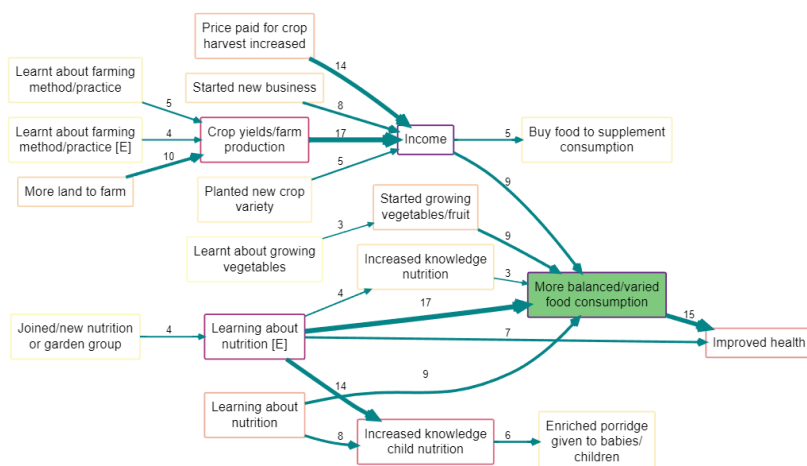 Price paid for crop
harvest increased
14
Learnt about farming
method/practice
Started new business
5
8
Learnt about farming
method/practice [E]
4
Crop yields/farm
production
17
Income
5
Buy food to supplement
consumption
10
More land to farm
5
Planted new crop
variety
9
Started growing
vegetables/fruit
3
9
Learnt about growing
vegetables
Increased knowledge
nutrition
3
4
More balanced/varied
food consumption
17
15
Joined/new nutrition
or garden group
4
Learning about
nutrition [E]
7
Improved health
9
14
Learning about
nutrition
8
Increased knowledge
child nutrition
6
Enriched porridge
given to babies/
children